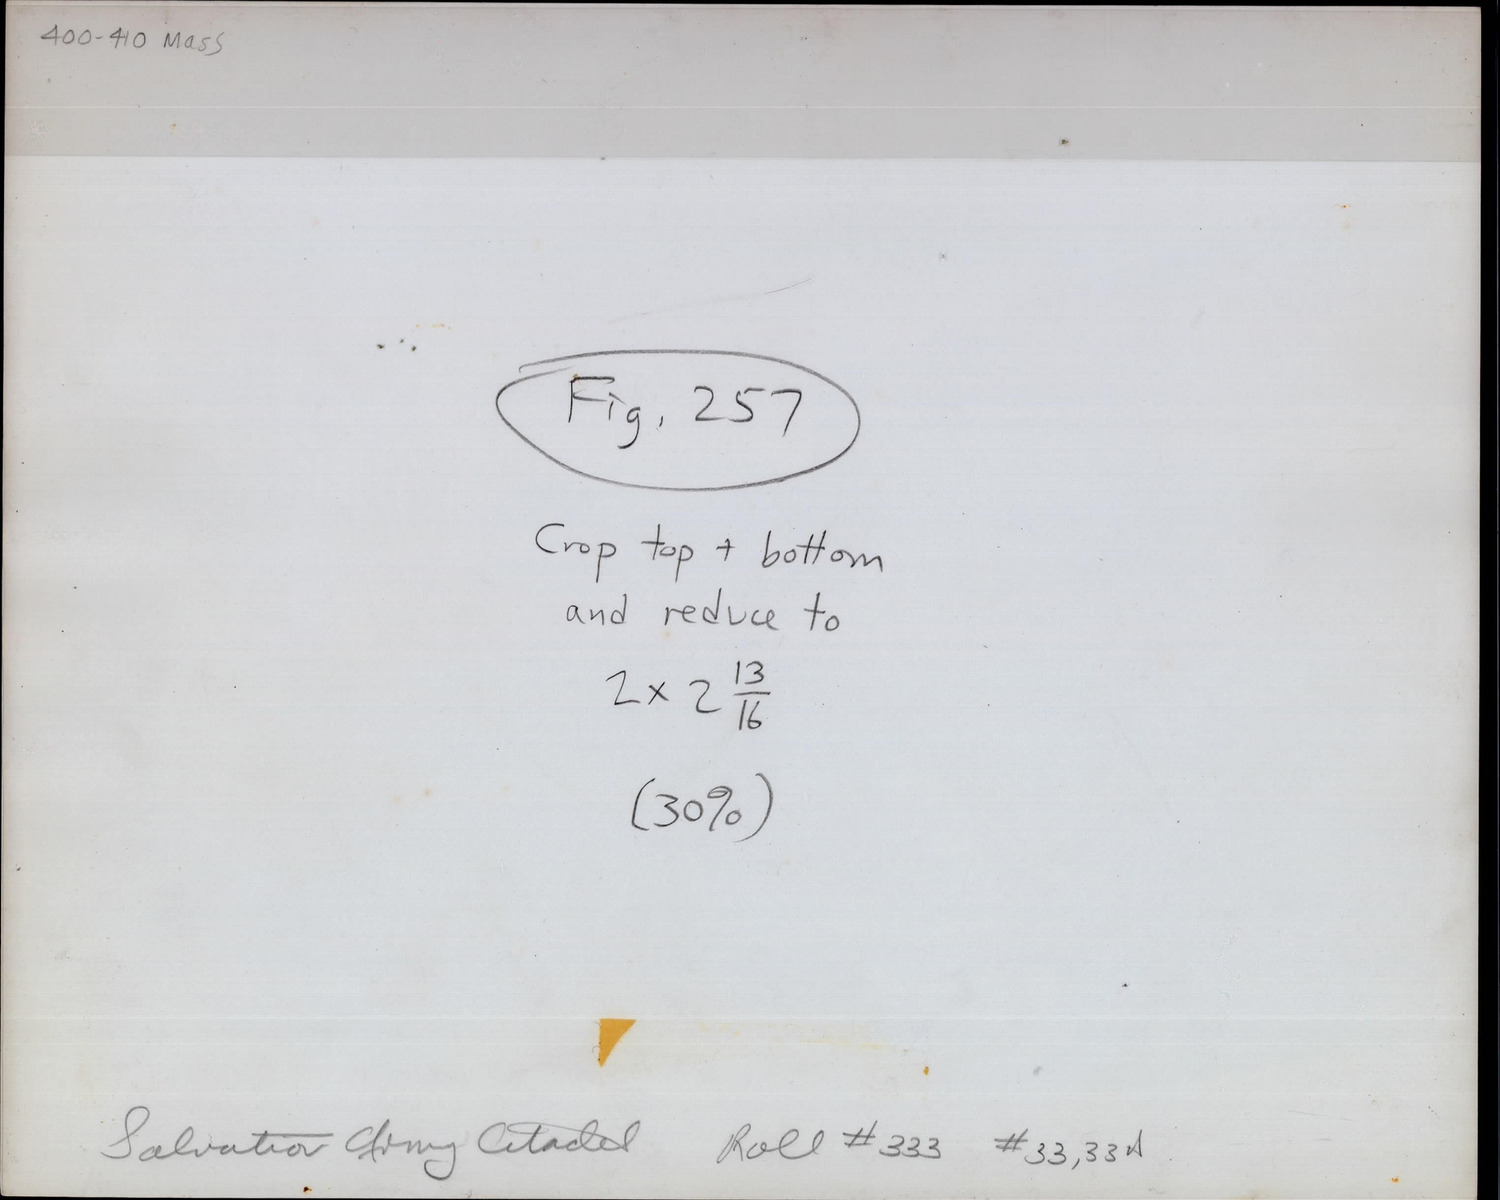 400-410 Mass
Fig. 257
Crop top + bottom
and reduce to
2 x 2 13/16
(30%)
Salvation Army Citadel Roll #333 #33,33A